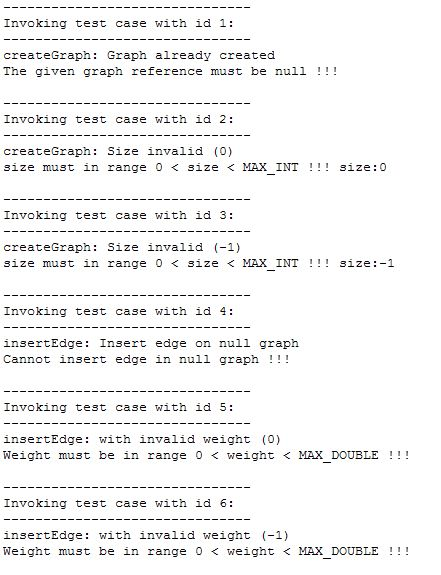 -------------------------------
Invoking test case with id 1:
-------------------------------
createGraph: Graph already created
The given graph reference must be null !!!
-------------------------------
Invoking test case with id 2:
-------------------------------
createGraph: Size invalid (0)
size must in range 0 < size < MAX_INT !!! size:0
-------------------------------
Invoking test case with id 3:
-------------------------------
createGraph: Size invalid (-1)
size must in range 0 < size < MAX_INT !!! size:-1
-------------------------------
Invoking test case with id 4:
-------------------------------
insertEdge: Insert edge on null graph
Cannot insert edge in null graph !!!
-------------------------------
Invoking test case with id 5:
-------------------------------
insertEdge: with invalid weight (0)
Weight must be in range 0 < weight < MAX_DOUBLE !!!
-------------------------------
Invoking test case with id 6:
-------------------------------
insertEdge: with invalid weight (-1)
Weight must be in range 0 < weight < MAX_DOUBLE !!!